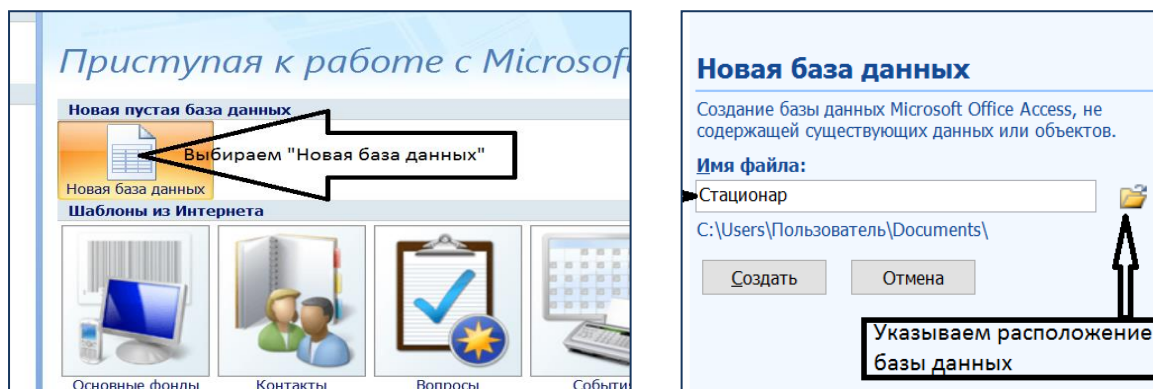 Приступая к работе с Microsoft
Новая пустая база данных
Выбираем "Новая база данных"
Новая база данных
Шаблоны из Интернета
Основные фонды
Контакты
Вопросы
Событи
Новая база данных
Создание базы данных Microsoft Office Access, не
содержащей существующих данных или объектов.
Имя файла:
Стационар
C:\Users\Пользователь\Documents\
Создать
Отмена
Указываем расположение
базы данных